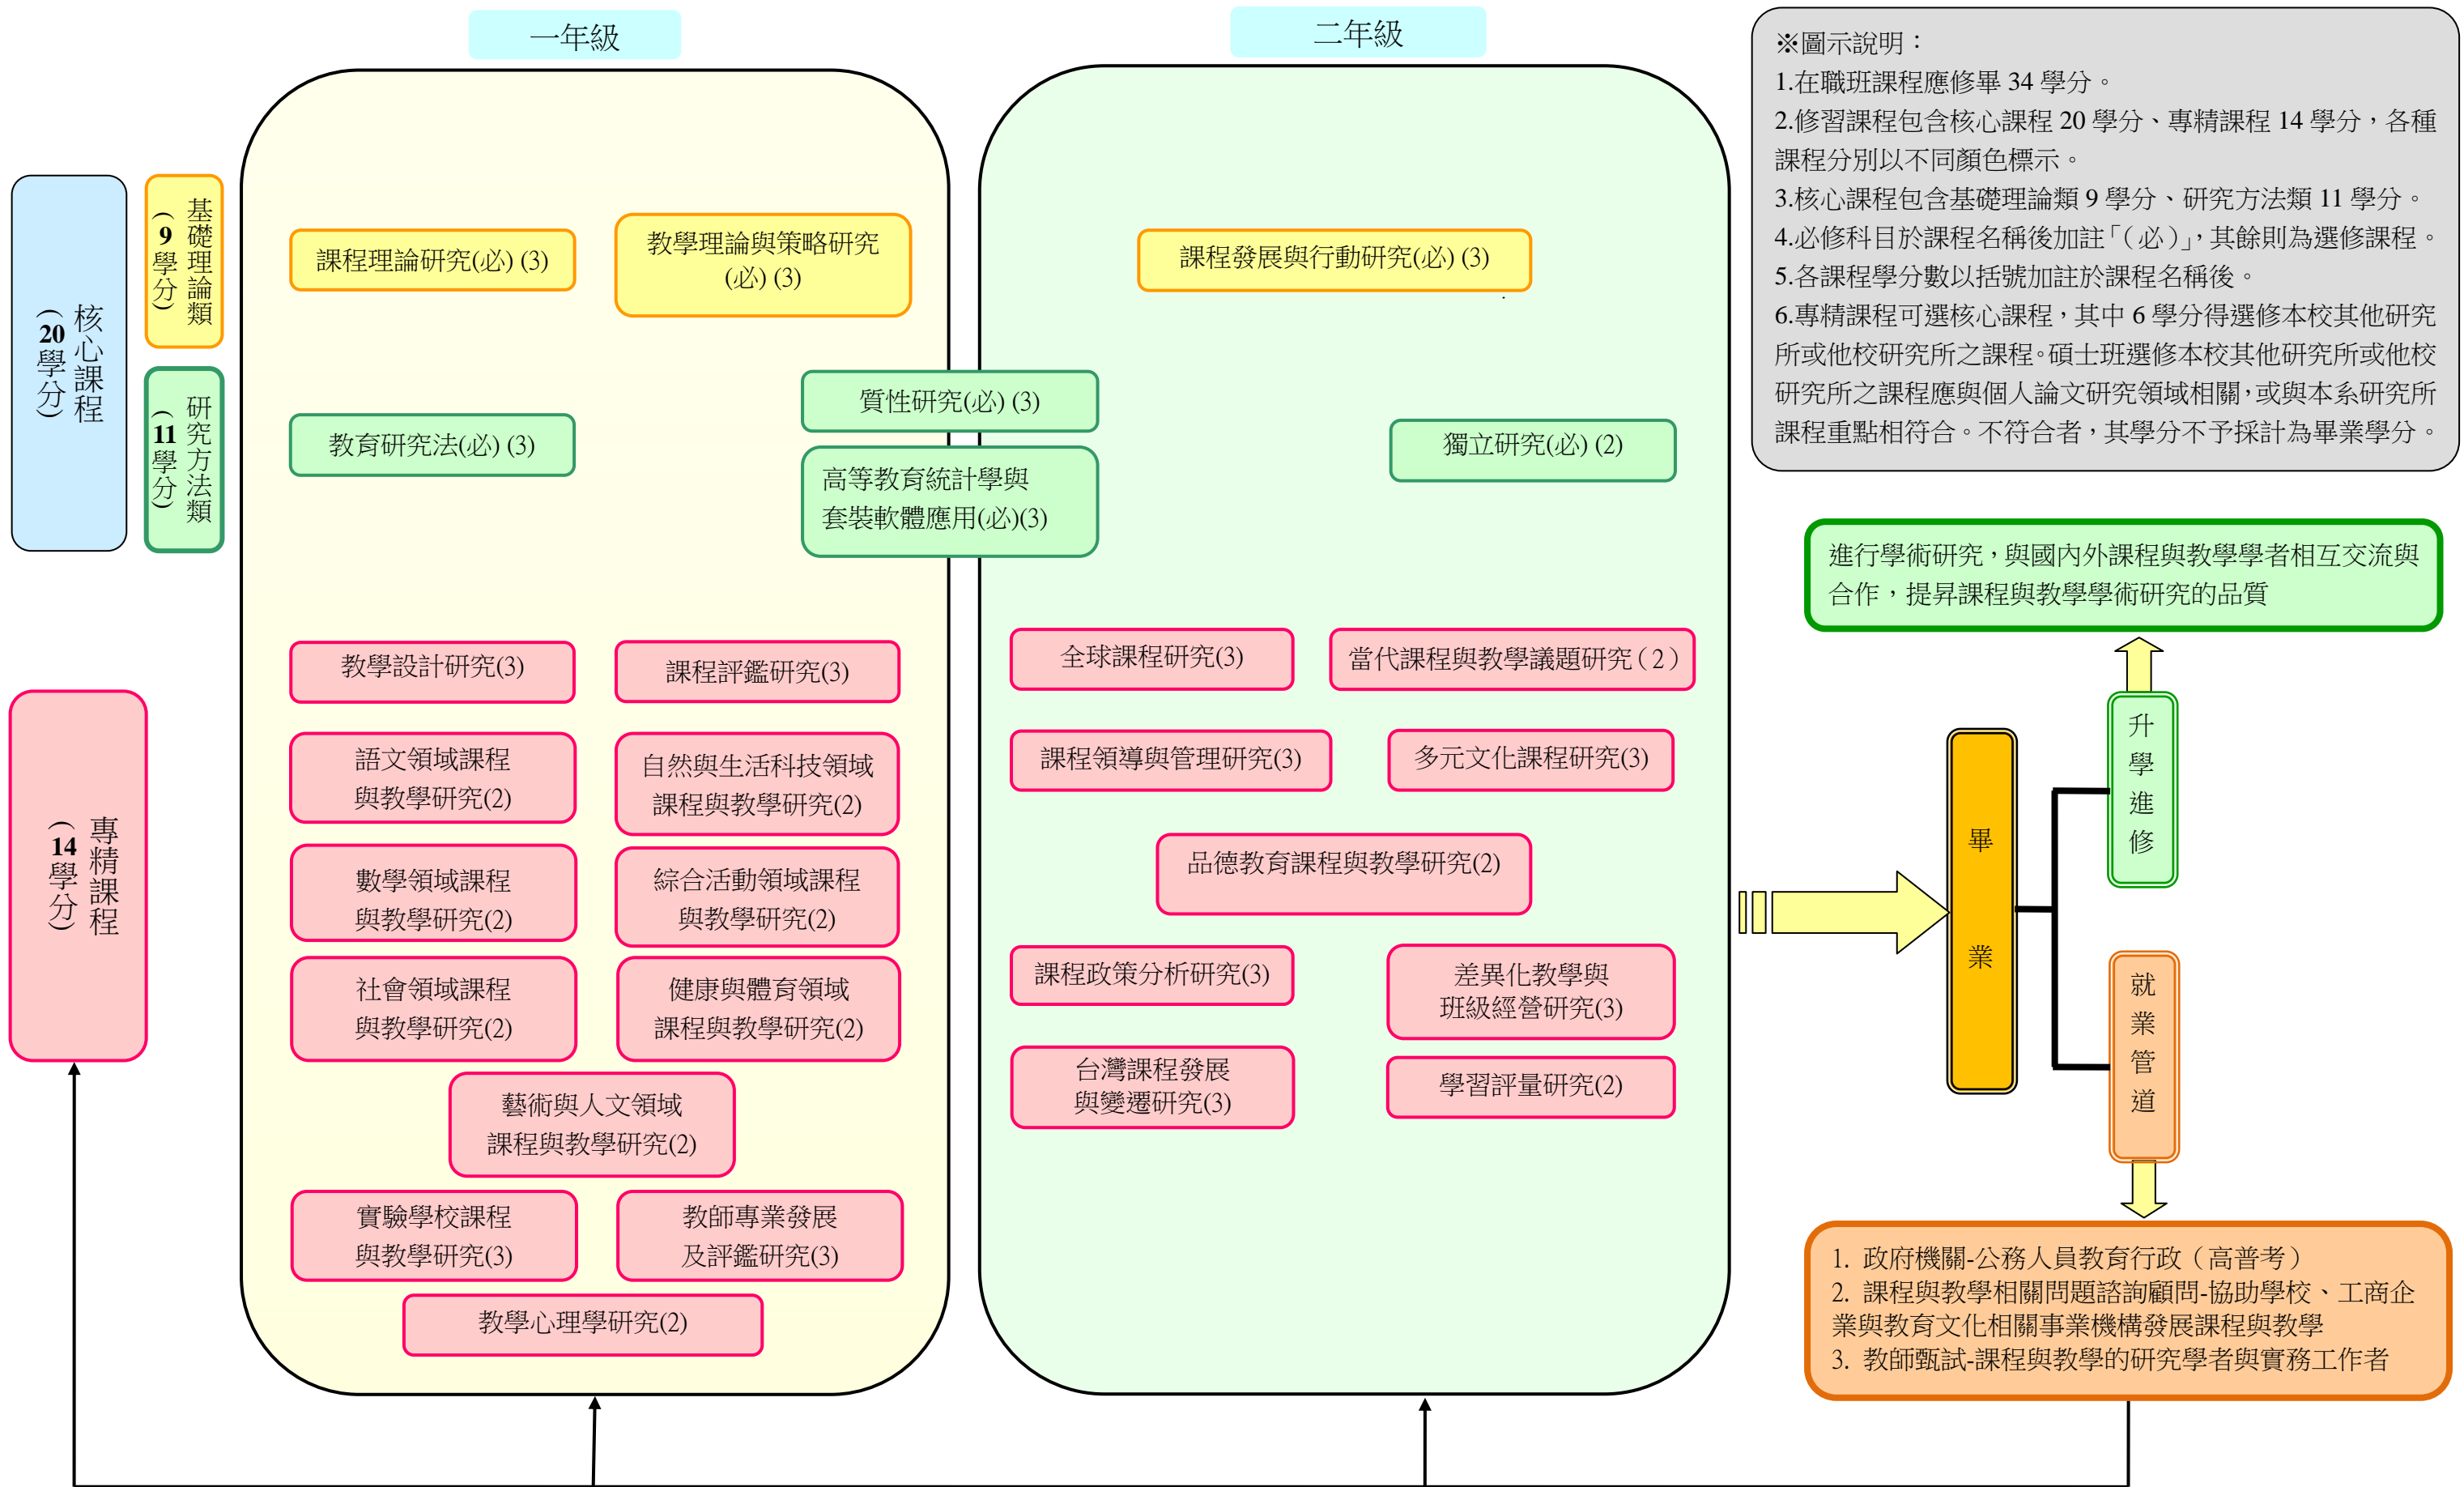 一年級
二年級
※圖示說明：
1.在職班課程應修畢 34 學分。
2.修習課程包含核心課程 20 學分、專精課程 14 學分，各種
課程分別以不同顏色標示。
3.核心課程包含基礎理論類 9 學分、研究方法類 11 學分。
4.必修科目於課程名稱後加註「（必）」，其餘則為選修課程。
5.各課程學分數以括號加註於課程名稱後。
6.專精課程可選核心課程，其中 6 學分得選修本校其他研究
所或他校研究所之課程。碩士班選修本校其他研究所或他校
研究所之課程應與個人論文研究領域相關，或與本系研究所
課程重點相符合。不符合者，其學分不予採計為畢業學分。
核心課程
(20學分)
基礎理論類
(9學分)
研究方法類
(11學分)
課程理論研究(必) (3)
教學理論與策略研究
(必) (3)
課程發展與行動研究(必) (3)
質性研究(必) (3)
教育研究法(必) (3)
高等教育統計學與
套裝軟體應用(必)(3)
獨立研究(必) (2)
專精課程
(14學分)
教學設計研究(3)
課程評鑑研究(3)
語文領域課程
與教學研究(2)
自然與生活科技領域
課程與教學研究(2)
數學領域課程
與教學研究(2)
綜合活動領域課程
與教學研究(2)
社會領域課程
與教學研究(2)
健康與體育領域
課程與教學研究(2)
藝術與人文領域
課程與教學研究(2)
實驗學校課程
與教學研究(3)
教師專業發展
及評鑑研究(3)
教學心理學研究(2)
全球課程研究(3)
當代課程與教學議題研究（2）
課程領導與管理研究(3)
多元文化課程研究(3)
品德教育課程與教學研究(2)
課程政策分析研究(3)
差異化教學與
班級經營研究(3)
台灣課程發展
與變遷研究(3)
學習評量研究(2)
畢業
升學進修
就業管道
進行學術研究，與國內外課程與教學學者相互交流與
合作，提昇課程與教學學術研究的品質
1. 政府機關-公務人員教育行政（高普考）
2. 課程與教學相關問題諮詢顧問-協助學校、工商企
業與教育文化相關事業機構發展課程與教學
3. 教師甄試-課程與教學的研究學者與實務工作者